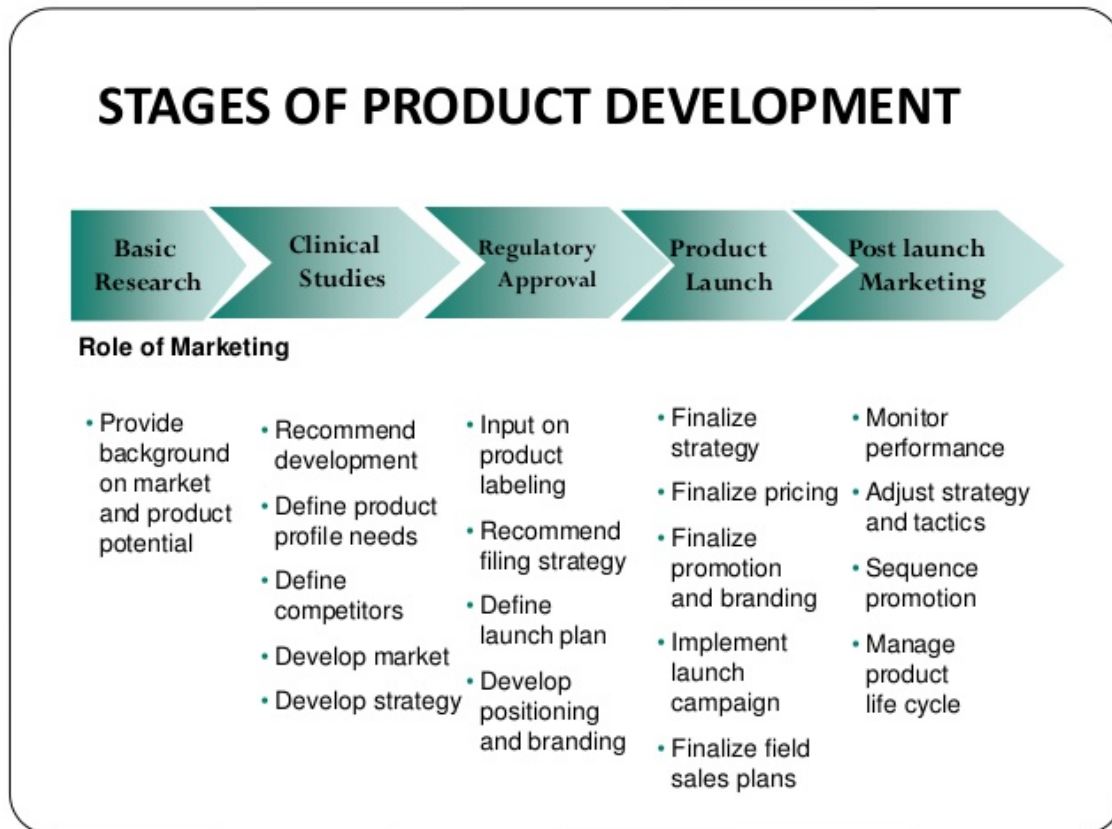 STAGES OF PRODUCT DEVELOPMENT
Basic
Research
Clinical
Studies
Regulatory
Approval
Product
Launch
Post launch
Marketing
Role of Marketing
• Provide
background
on market
and product
potential
• Recommend
development
• Define product
profile needs
• Define
competitors
• Develop market
• Develop strategy
• Input on
product
labeling
• Recommend
filing strategy
• Define
launch plan
• Develop
positioning
and branding
• Finalize
strategy
• Finalize pricing
• Finalize
promotion
and branding
• Implement
launch
campaign
• Finalize field
sales plans
• Monitor
performance
• Adjust strategy
and tactics
• Sequence
promotion
• Manage
product
life cycle